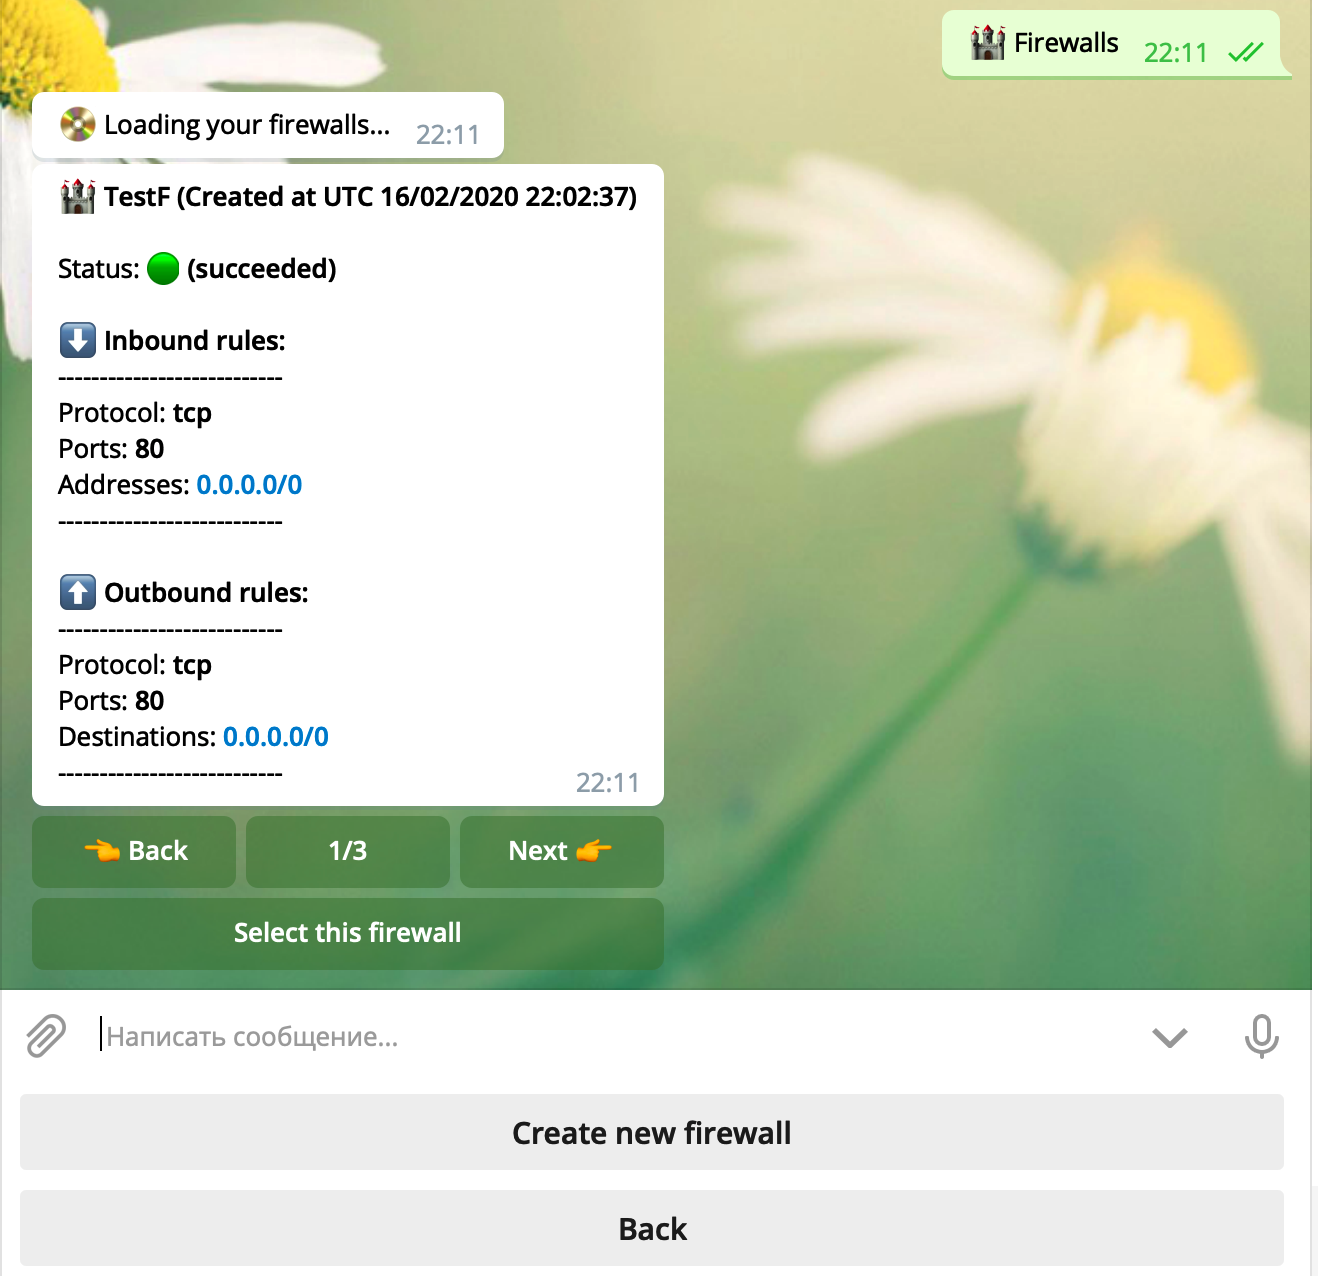 🏰 Firewalls 22:11
📀 Loading your firewalls... 22:11
🏰 TestF (Created at UTC 16/02/2020 22:02:37)
Status: 🟢 (succeeded)
⬇️ Inbound rules:
---------------------------
Protocol: tcp
Ports: 80
Addresses: 0.0.0.0/0
---------------------------
⬆️ Outbound rules:
---------------------------
Protocol: tcp
Ports: 80
Destinations: 0.0.0.0/0
---------------------------
22:11
👈 Back 1/3 Next 👉
Select this firewall
Написать сообщение...
Create new firewall
Back